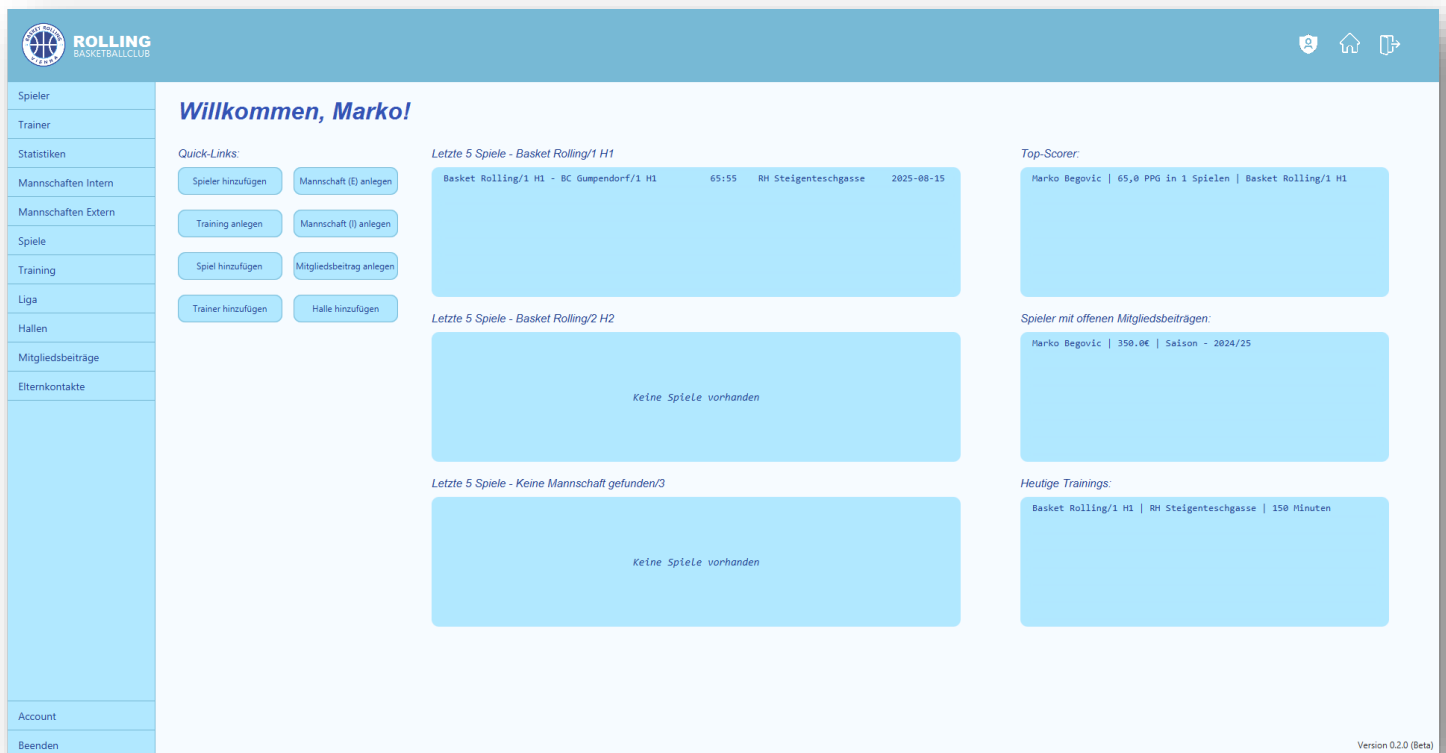 BASKET ROLLING
VIENNA
ROLLING
BASKETBALLCLUB
Spieler
Trainer
Statistiken
Mannschaften Intern
Mannschaften Extern
Spiele
Training
Liga
Hallen
Mitgliedsbeiträge
Elternkontakte
Account
Beenden
Willkommen, Marko!
Quick-Links:
Spieler hinzufügen Mannschaft (E) anlegen
Training anlegen Mannschaft (I) anlegen
Spiel hinzufügen Mitgliedsbeitrag anlegen
Trainer hinzufügen Halle hinzufügen
Letzte 5 Spiele - Basket Rolling/1 H1
Basket Rolling/1 H1 - BC Gumpendorf/1 H1 65:55 RH Steigenteschgasse 2025-08-15
Letzte 5 Spiele - Basket Rolling/2 H2
Keine Spiele vorhanden
Letzte 5 Spiele - Keine Mannschaft gefunden/3
Keine Spiele vorhanden
Top-Scorer:
Marko Begovic | 65,0 PPG in 1 Spielen | Basket Rolling/1 H1
Spieler mit offenen Mitgliedsbeiträgen:
Marko Begovic | 350.0€ | Saison - 2024/25
Heutige Trainings:
Basket Rolling/1 H1 | RH Steigenteschgasse | 150 Minuten
Version 0.2.0 (Beta)